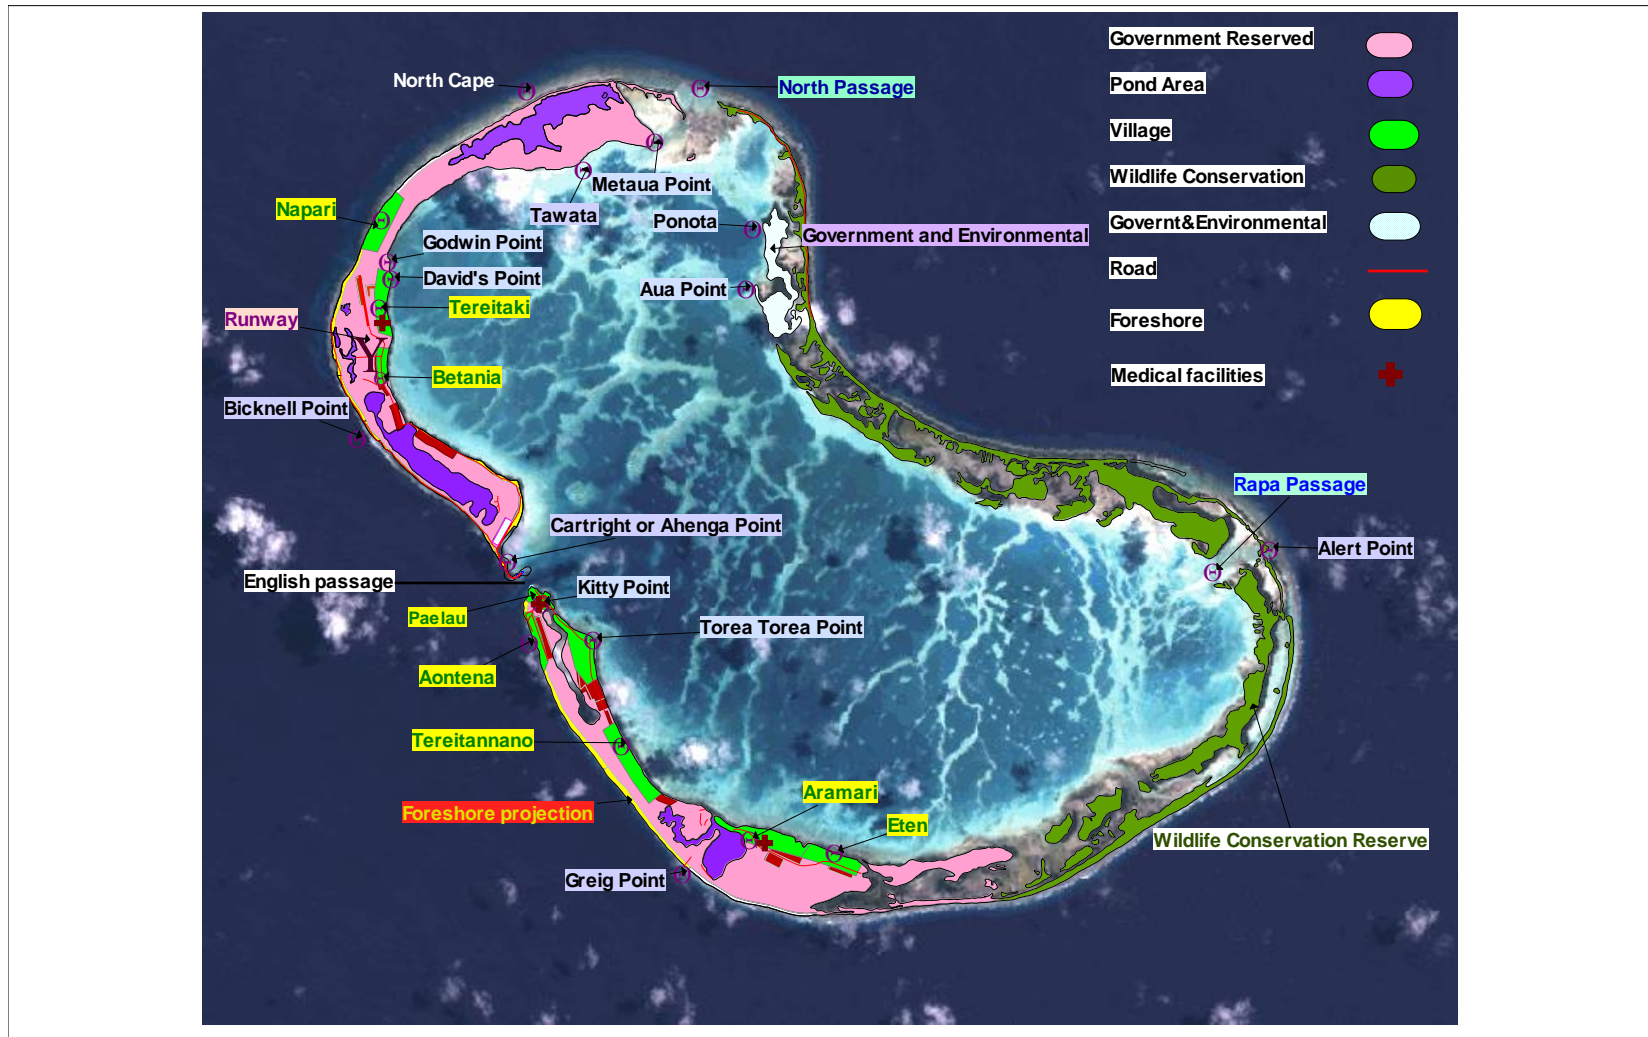 Government Reserved
North Cape
North Passage
Pond Area
Village
Wildlife Conservation
Metaua Point
Napari
Tawata
Ponota
Governt&Environmental
Government and Environmental
Godwin Point
David's Point
Road
Aua Point
Tereitaki
Runway
Y
Foreshore
Betania
Medical facilities
Bicknell Point
Rapa Passage
Cartright or Ahenga Point
Alert Point
English passage
Kitty Point
Paelau
Torea Torea Point
Aontena
Tereitannano
Aramari
Foreshore projection
Eten
Wildlife Conservation Reserve
Greig Point